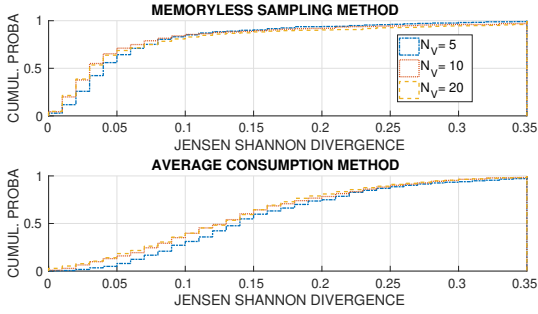 MEMORYLESS SAMPLING METHOD
CUMUL. PROBA
1
0.5
0
N_V= 5
N_V= 10
N_V= 20
0 0.05 0.1 0.15 0.2 0.25 0.3 0.35
JENSEN SHANNON DIVERGENCE
AVERAGE CONSUMPTION METHOD
CUMUL. PROBA
1
0.5
0
0 0.05 0.1 0.15 0.2 0.25 0.3 0.35
JENSEN SHANNON DIVERGENCE